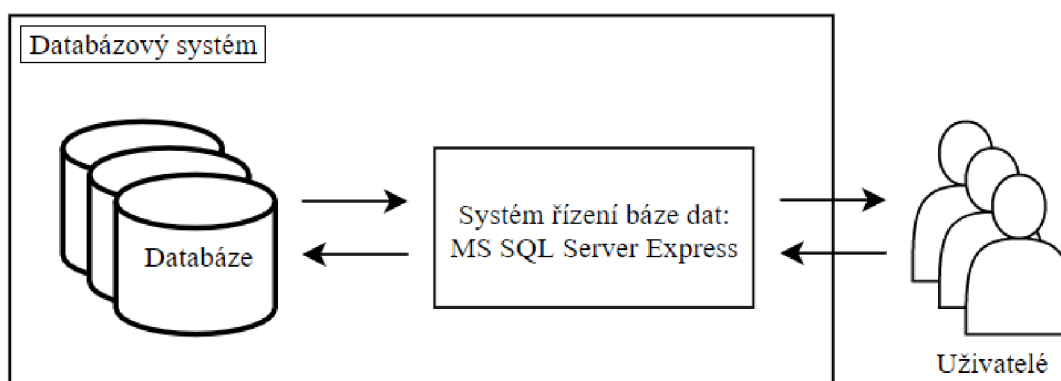 Databázový systém
Databáze
Systém řízení báze dat:
MS SQL Server Express
Uživatelé